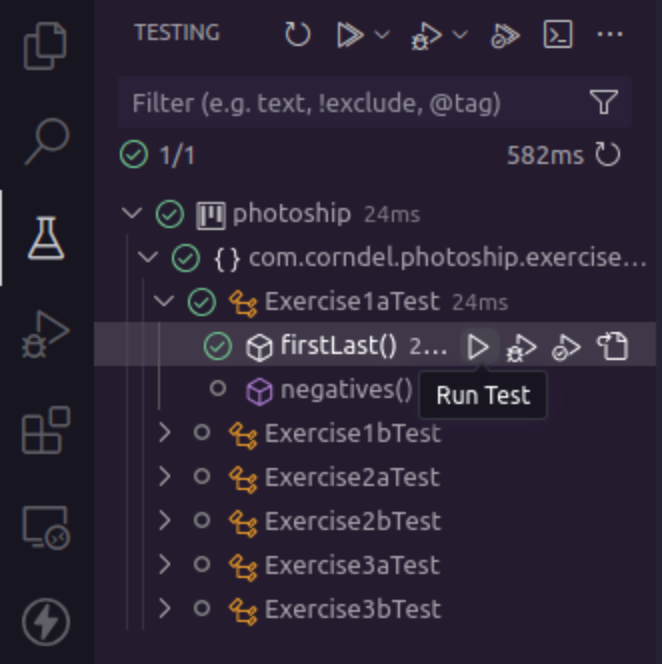 TESTING
Filter (e.g. text, !exclude, @tag)
1/1 582ms
photoship 24ms
{} com.corndel.photoship.exercise...
Exercise1aTest 24ms
firstLast() 2...
negatives() Run Test
Exercise1bTest
Exercise2aTest
Exercise2bTest
Exercise3aTest
Exercise3bTest